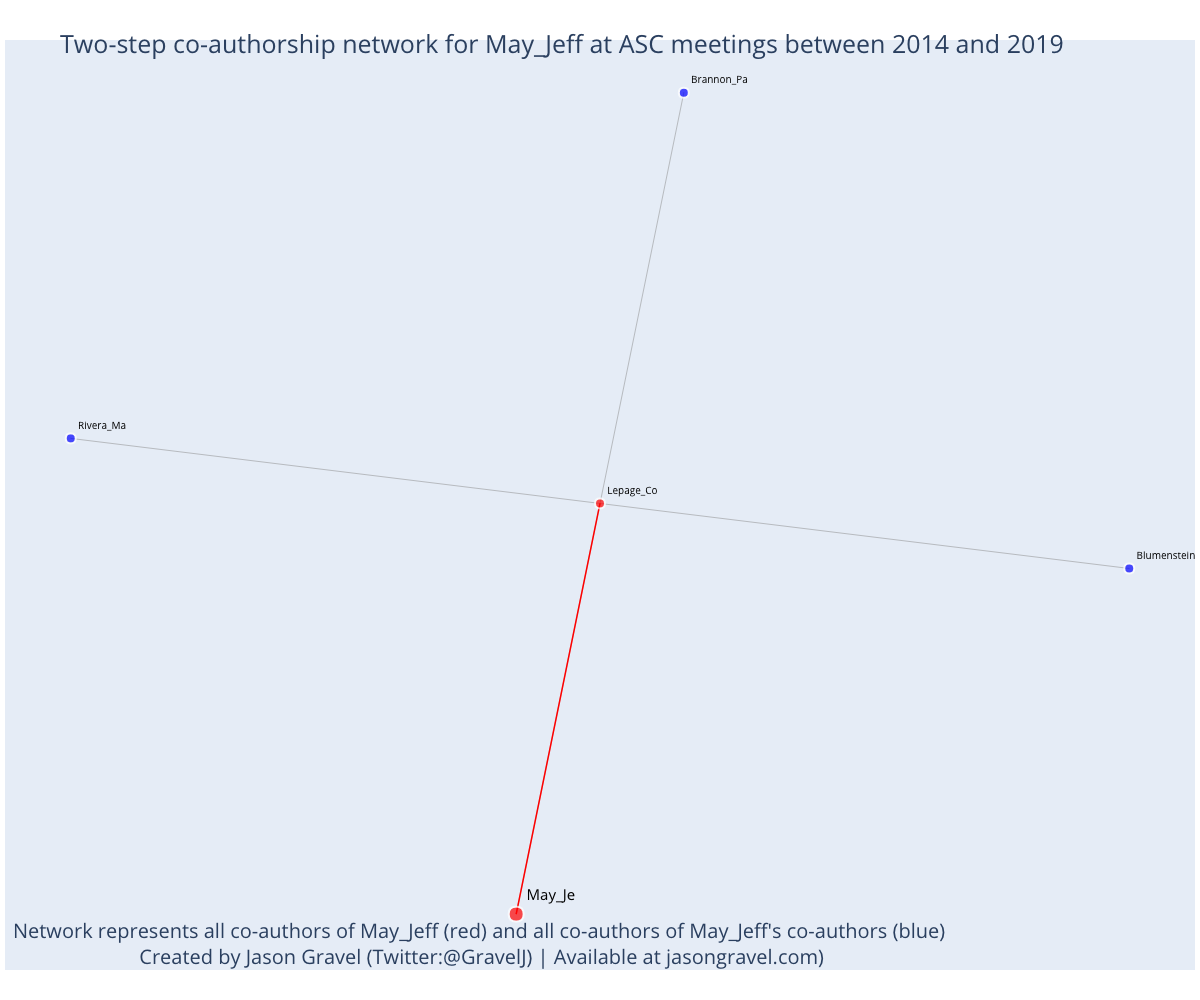 Two-step co-authorship network for May_Jeff at ASC meetings between 2014 and 2019
Brannon_Pa
Rivera_Ma
Lepage_Co
Blumenstein
May_Je
Network represents all co-authors of May_Jeff (red) and all co-authors of May_Jeff's co-authors (blue)
Created by Jason Gravel (Twitter:@GravelJ) | Available at jasongravel.com)